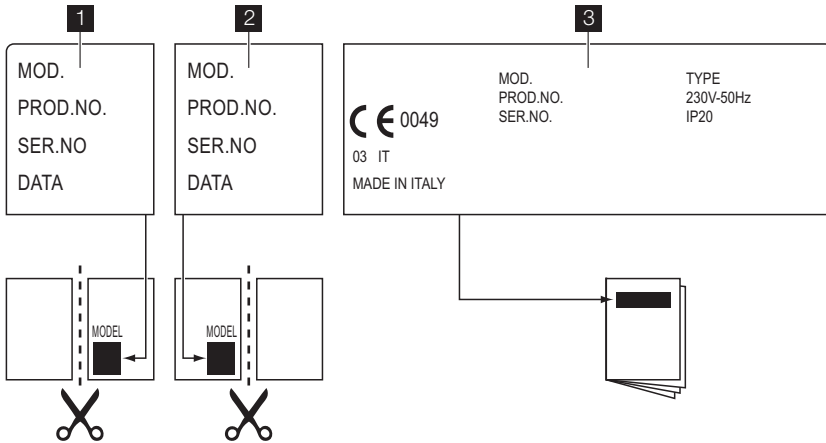 1
MOD.
PROD.NO.
SER.NO
DATA
2
MOD.
PROD.NO.
SER.NO
DATA
3
MOD. TYPE
PROD.NO. 230V-50Hz
SER.NO. IP20
CE 0049
03 IT
MADE IN ITALY
MODEL
MODEL